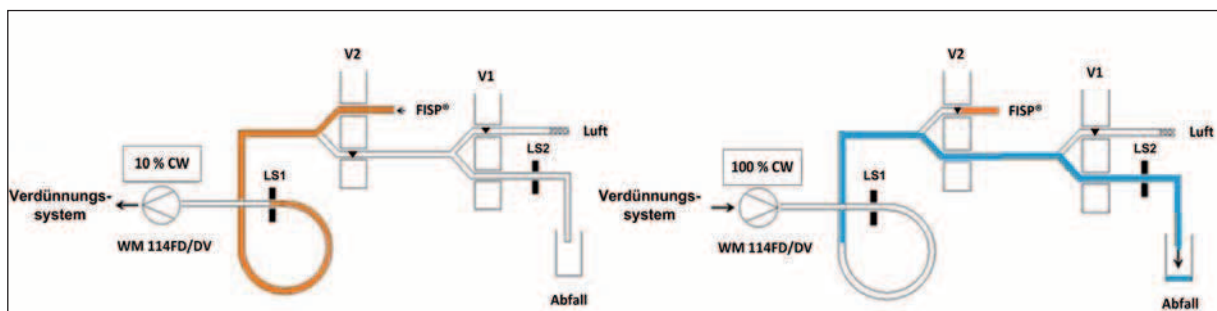 V2
V1
FISP®
Luft
LS2
10 % CW
LS1
Verdünnungs-
system
WM 114FD/DV
Abfall
V2
V1
FISP®
Luft
LS2
100 % CW
LS1
Verdünnungs-
system
WM 114FD/DV
Abfall